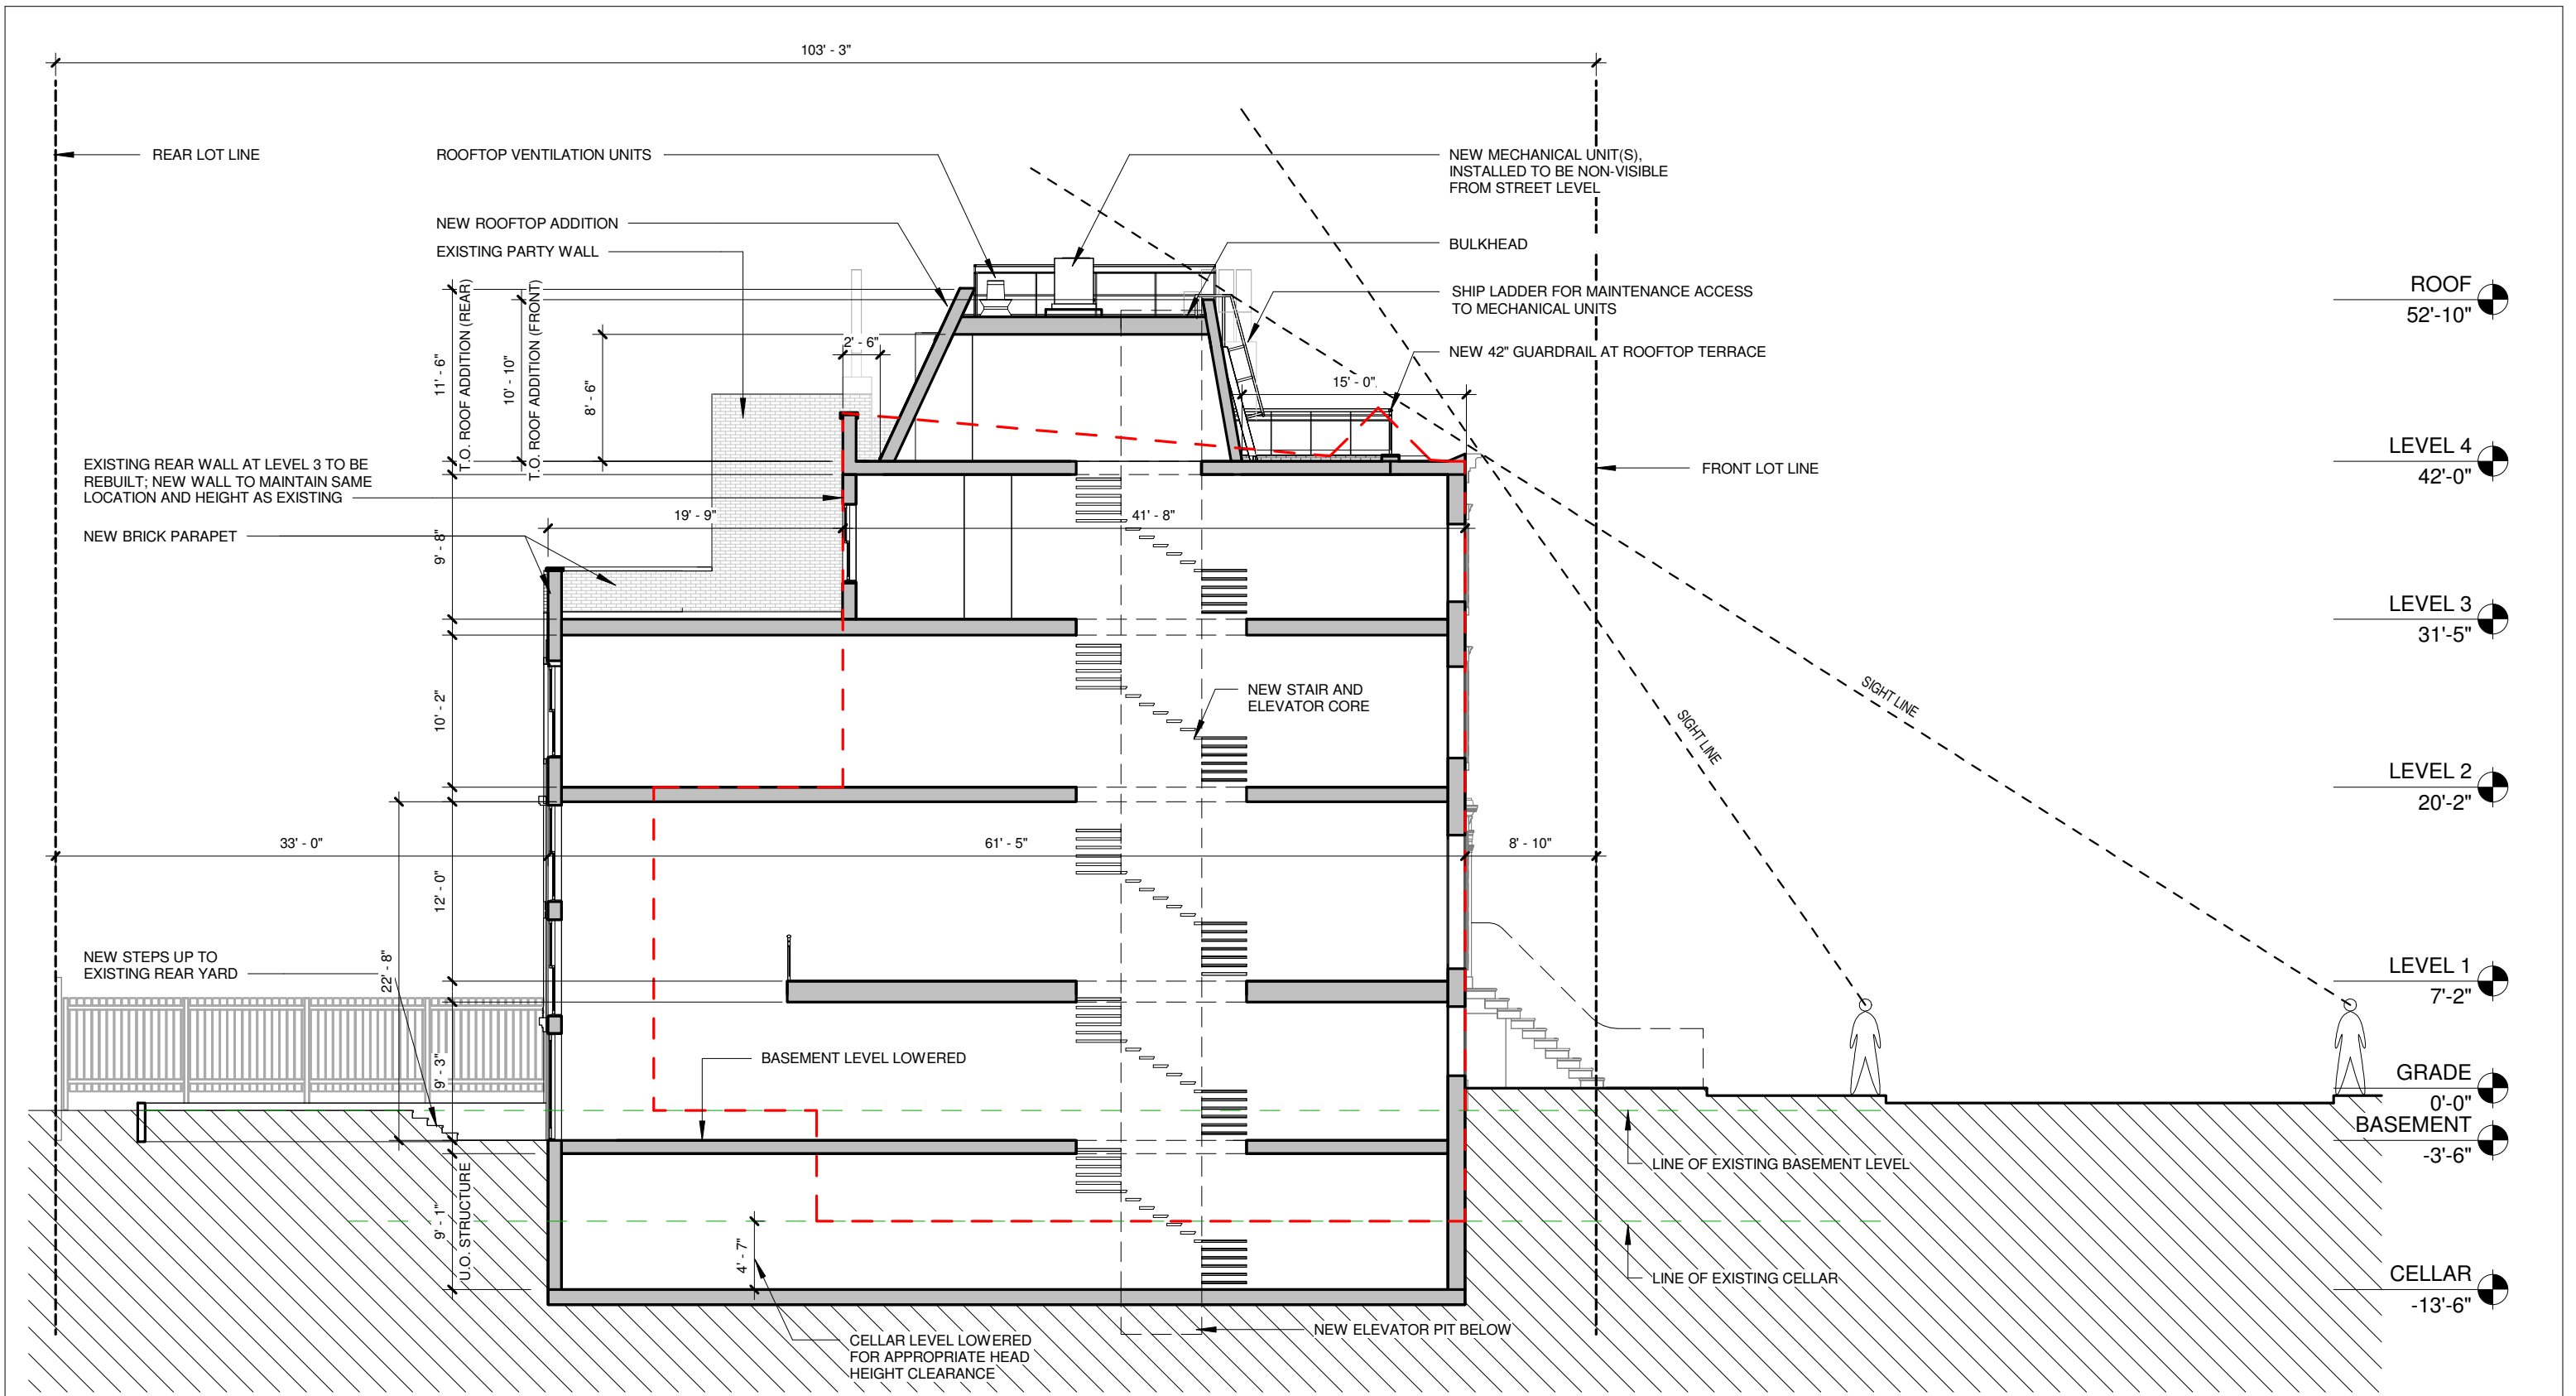 103' - 3"
REAR LOT LINE
ROOFTOP VENTILATION UNITS
NEW MECHANICAL UNIT(S),
INSTALLED TO BE NON-VISIBLE
FROM STREET LEVEL
NEW ROOFTOP ADDITION
EXISTING PARTY WALL
BULKHEAD
SHIP LADDER FOR MAINTENANCE ACCESS
TO MECHANICAL UNITS
ROOF
52'-10"
11' - 6"
T.O. ROOF ADDITION (REAR)
10' - 10"
T.O. ROOF ADDITION (FRONT)
8' - 6"
2' - 6"
NEW 42" GUARDRAIL AT ROOFTOP TERRACE
15' - 0"
EXISTING REAR WALL AT LEVEL 3 TO BE
REBUILT; NEW WALL TO MAINTAIN SAME
LOCATION AND HEIGHT AS EXISTING
LEVEL 4
42'-0"
FRONT LOT LINE
19' - 9"
41' - 8"
NEW BRICK PARAPET
9' - 8"
LEVEL 3
31'-5"
10' - 2"
NEW STAIR AND
ELEVATOR CORE
SIGHT LINE
SIGHT LINE
LEVEL 2
20'-2"
33' - 0"
61' - 5"
8' - 10"
12' - 0"
22' - 8"
NEW STEPS UP TO
EXISTING REAR YARD
LEVEL 1
7'-2"
9' - 3"
BASEMENT LEVEL LOWERED
GRADE
0'-0"
BASEMENT
-3'-6"
LINE OF EXISTING BASEMENT LEVEL
9' - 1"
U.O. STRUCTURE
4' - 7"
LINE OF EXISTING CELLAR
CELLAR
-13'-6"
NEW ELEVATOR PIT BELOW
CELLAR LEVEL LOWERED
FOR APPROPRIATE HEAD
HEIGHT CLEARANCE